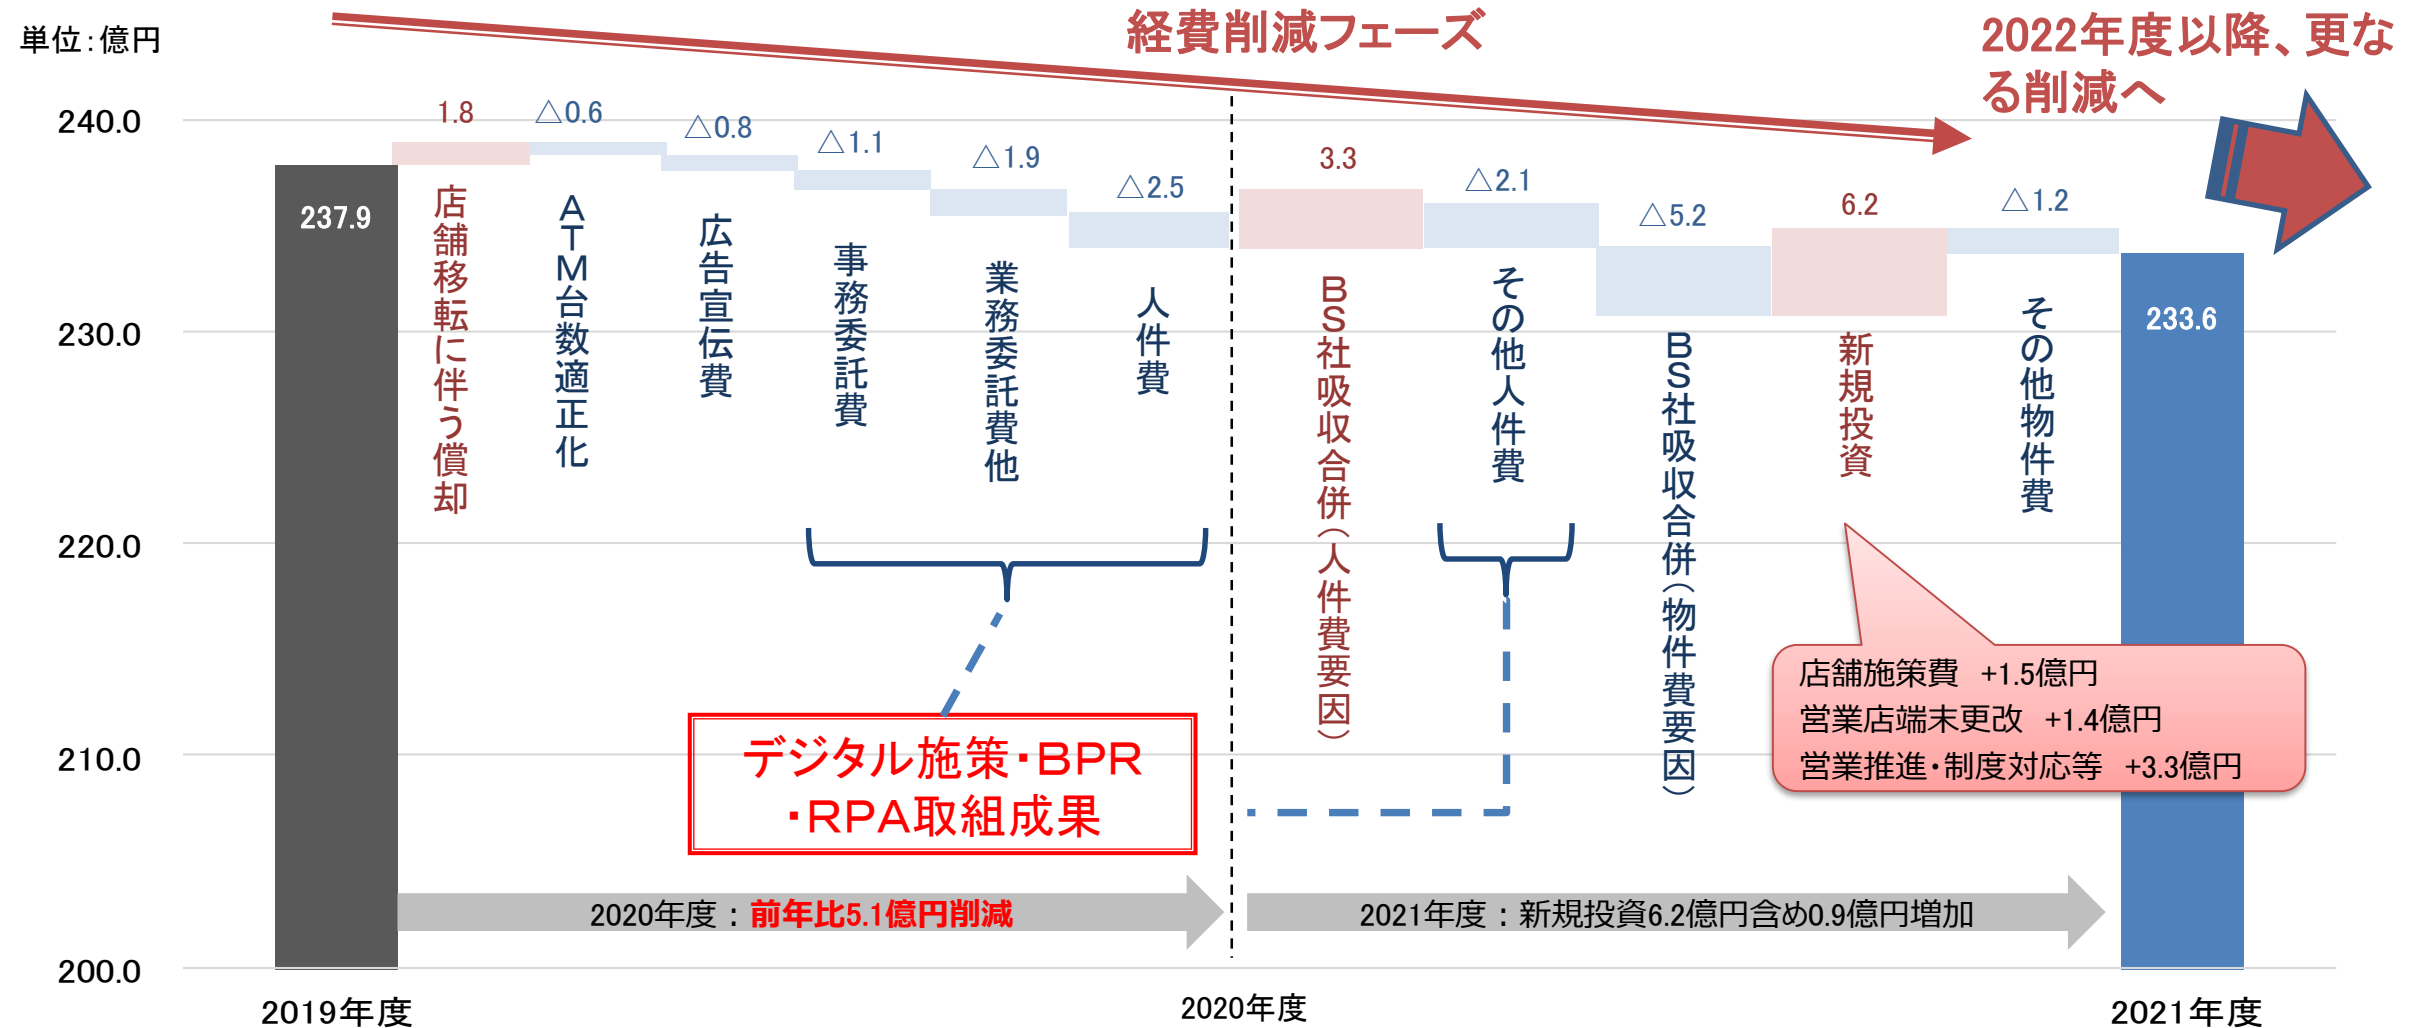 単位：億円
経費削減フェーズ
2022年度以降、更な
る削減へ
240.0
230.0
220.0
210.0
200.0
237.9
1.8
△0.6
△0.8
△1.1
△1.9
△2.5
3.3
△2.1
△5.2
6.2
△1.2
233.6
店舗移転に伴う償却
ＡＴＭ台数適正化
広告宣伝費
事務委託費
業務委託費他
人件費
ＢＳ社吸収合併（人件費要因）
その他人件費
ＢＳ社吸収合併（物件費要因）
新規投資
その他物件費
デジタル施策・ＢＰＲ
・ＲＰＡ取組成果
店舗施策費　+1.5億円
営業店端末更改　+1.4億円
営業推進・制度対応等　+3.3億円
2020年度：前年比5.1億円削減
2021年度：新規投資6.2億円含め0.9億円増加
2019年度
2020年度
2021年度